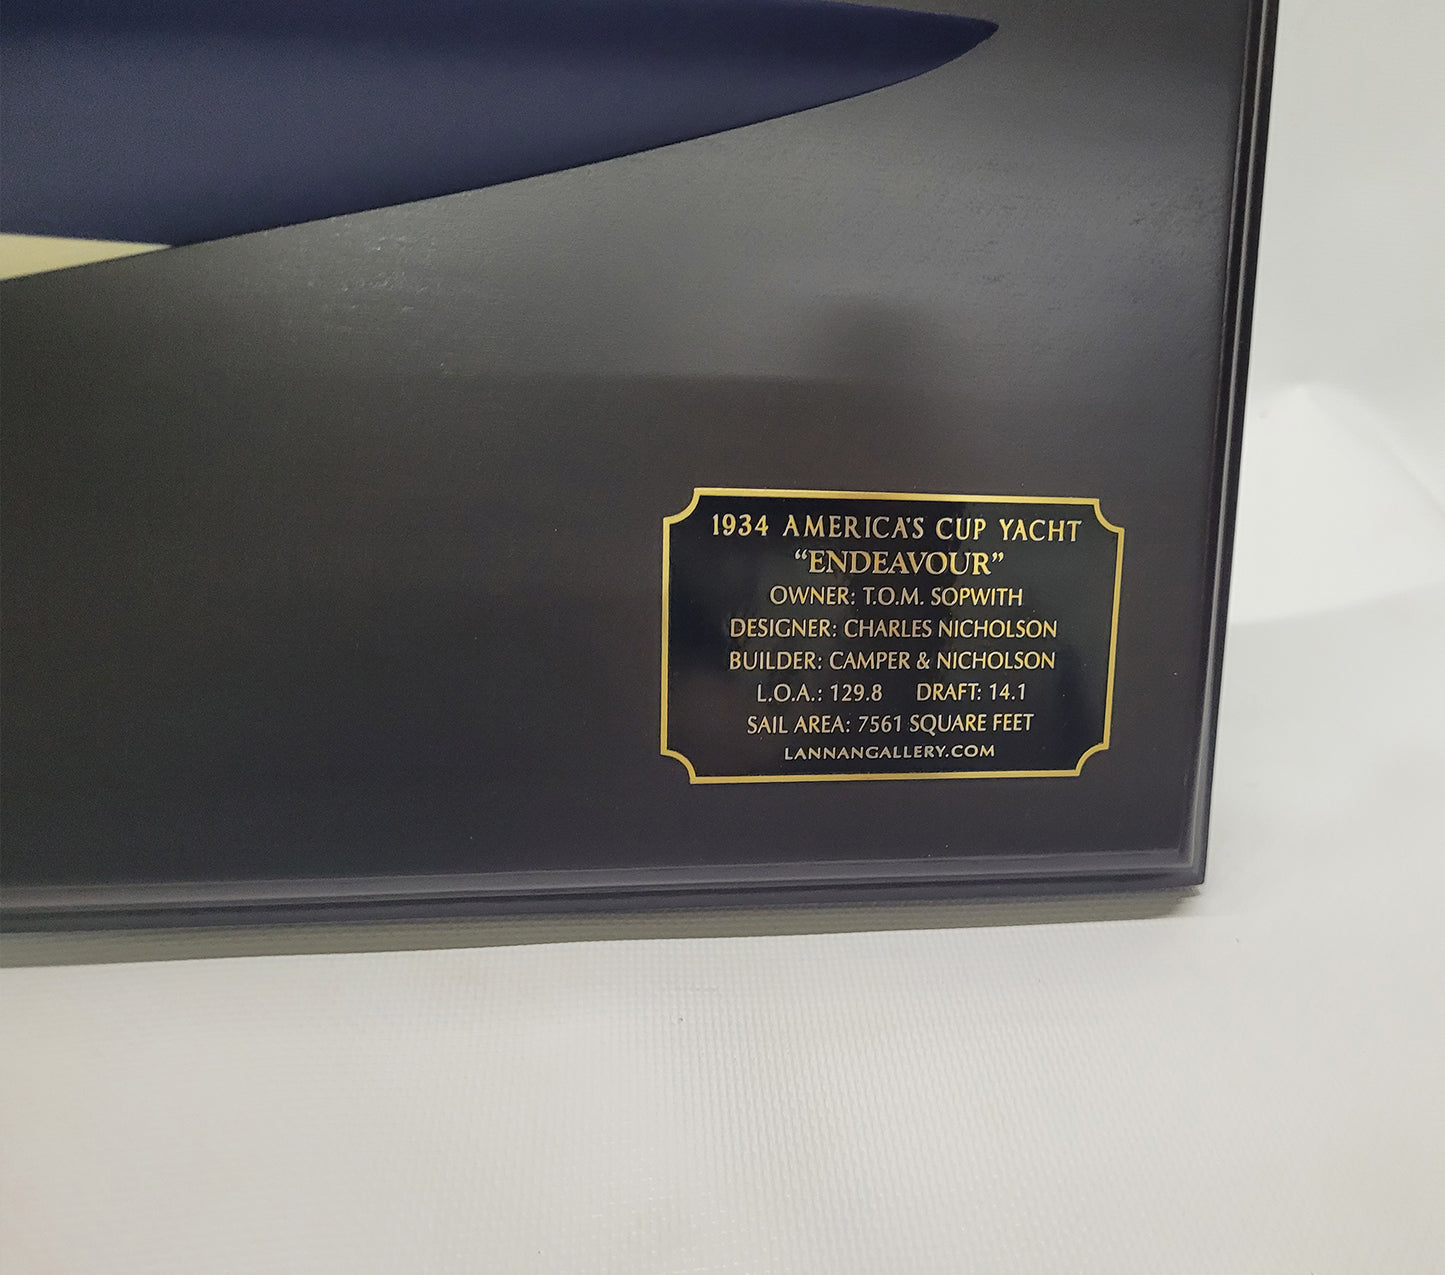 1934 AMERICA'S CUP YACHT
“ENDEAVOUR”
OWNER: T.O.M. SOPWITH
DESIGNER: CHARLES NICHOLSON
BUILDER: CAMPER & NICHOLSON
L.O.A.: 129.8 DRAFT: 14.1
SAIL AREA: 7561 SQUARE FEET
LANNANGALLERY.COM